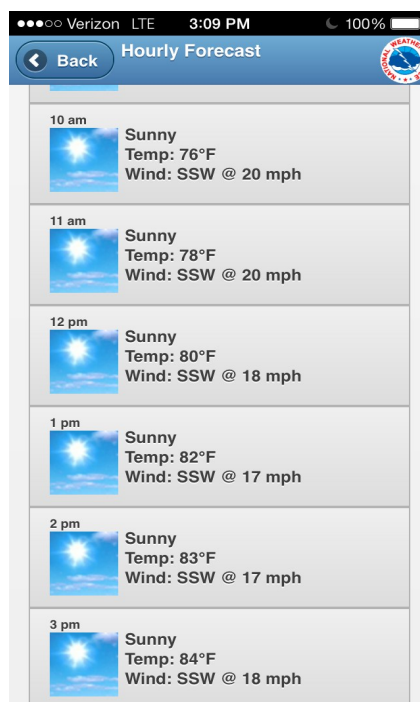 Verizon LTE 3:09 PM 100%
Back Hourly Forecast
NATIONAL WEATHER
10 am
Sunny
Temp: 76°F
Wind: SSW @ 20 mph
11 am
Sunny
Temp: 78°F
Wind: SSW @ 20 mph
12 pm
Sunny
Temp: 80°F
Wind: SSW @ 18 mph
1 pm
Sunny
Temp: 82°F
Wind: SSW @ 17 mph
2 pm
Sunny
Temp: 83°F
Wind: SSW @ 17 mph
3 pm
Sunny
Temp: 84°F
Wind: SSW @ 18 mph